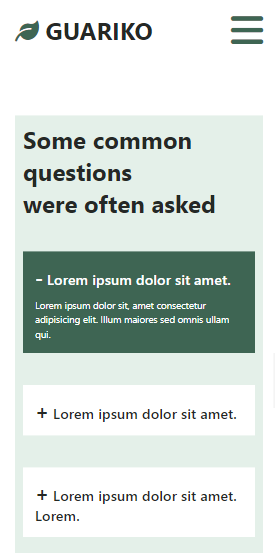 GUARIKO
Some common
questions
were often asked
- Lorem ipsum dolor sit amet.
Lorem ipsum dolor sit, amet consectetur
adipisicing elit. Illum maiores sed omnis ullam
qui.
+ Lorem ipsum dolor sit amet.
+ Lorem ipsum dolor sit amet.
Lorem.